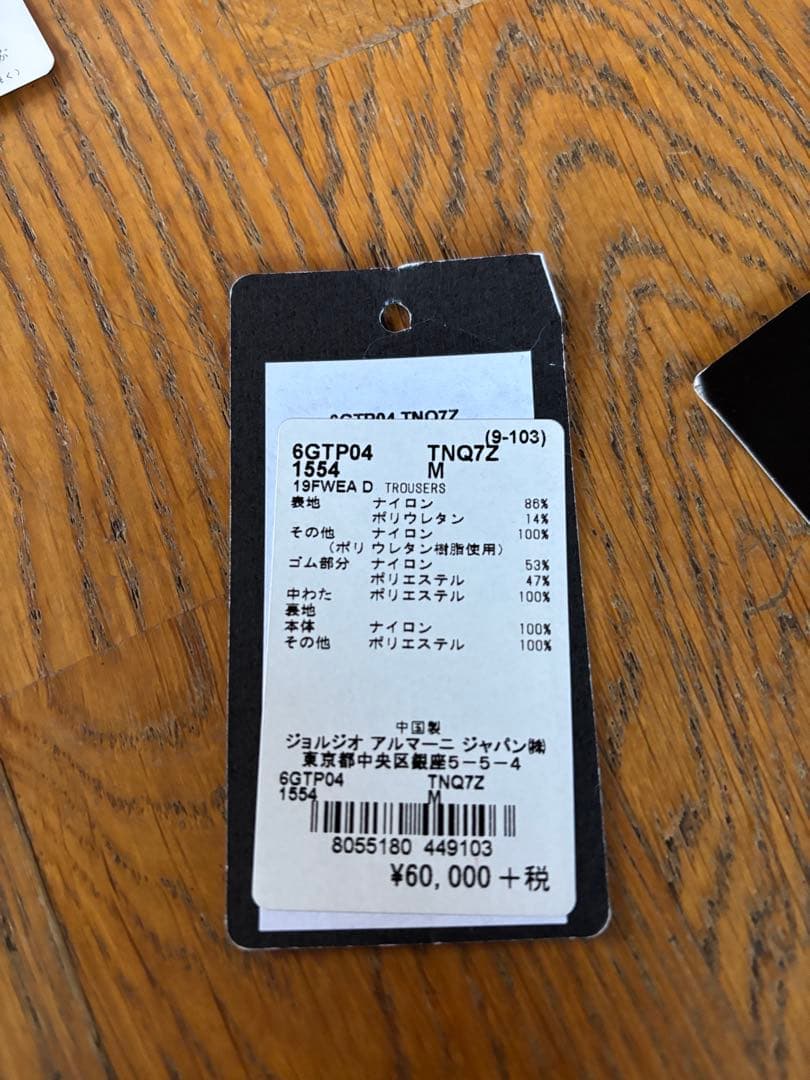 6GTP04 TNQ7Z
(9-103)
6GTP04 TNQ7Z
1554 M
19FWEA D TROUSERS
表地 ナイロン 86%
ポリウレタン 14%
その他 ナイロン 100%
(ポリウレタン樹脂使用)
ゴム部分 ナイロン 53%
ポリエステル 47%
中わた ポリエステル 100%
裏地
本体 ナイロン 100%
その他 ポリエステル 100%
中国製
ジョルジオ アルマーニ ジャパン㈱
東京都中央区銀座5-5-4
6GTP04 TNQ7Z
1554 M
8055180 449103
¥60,000+税